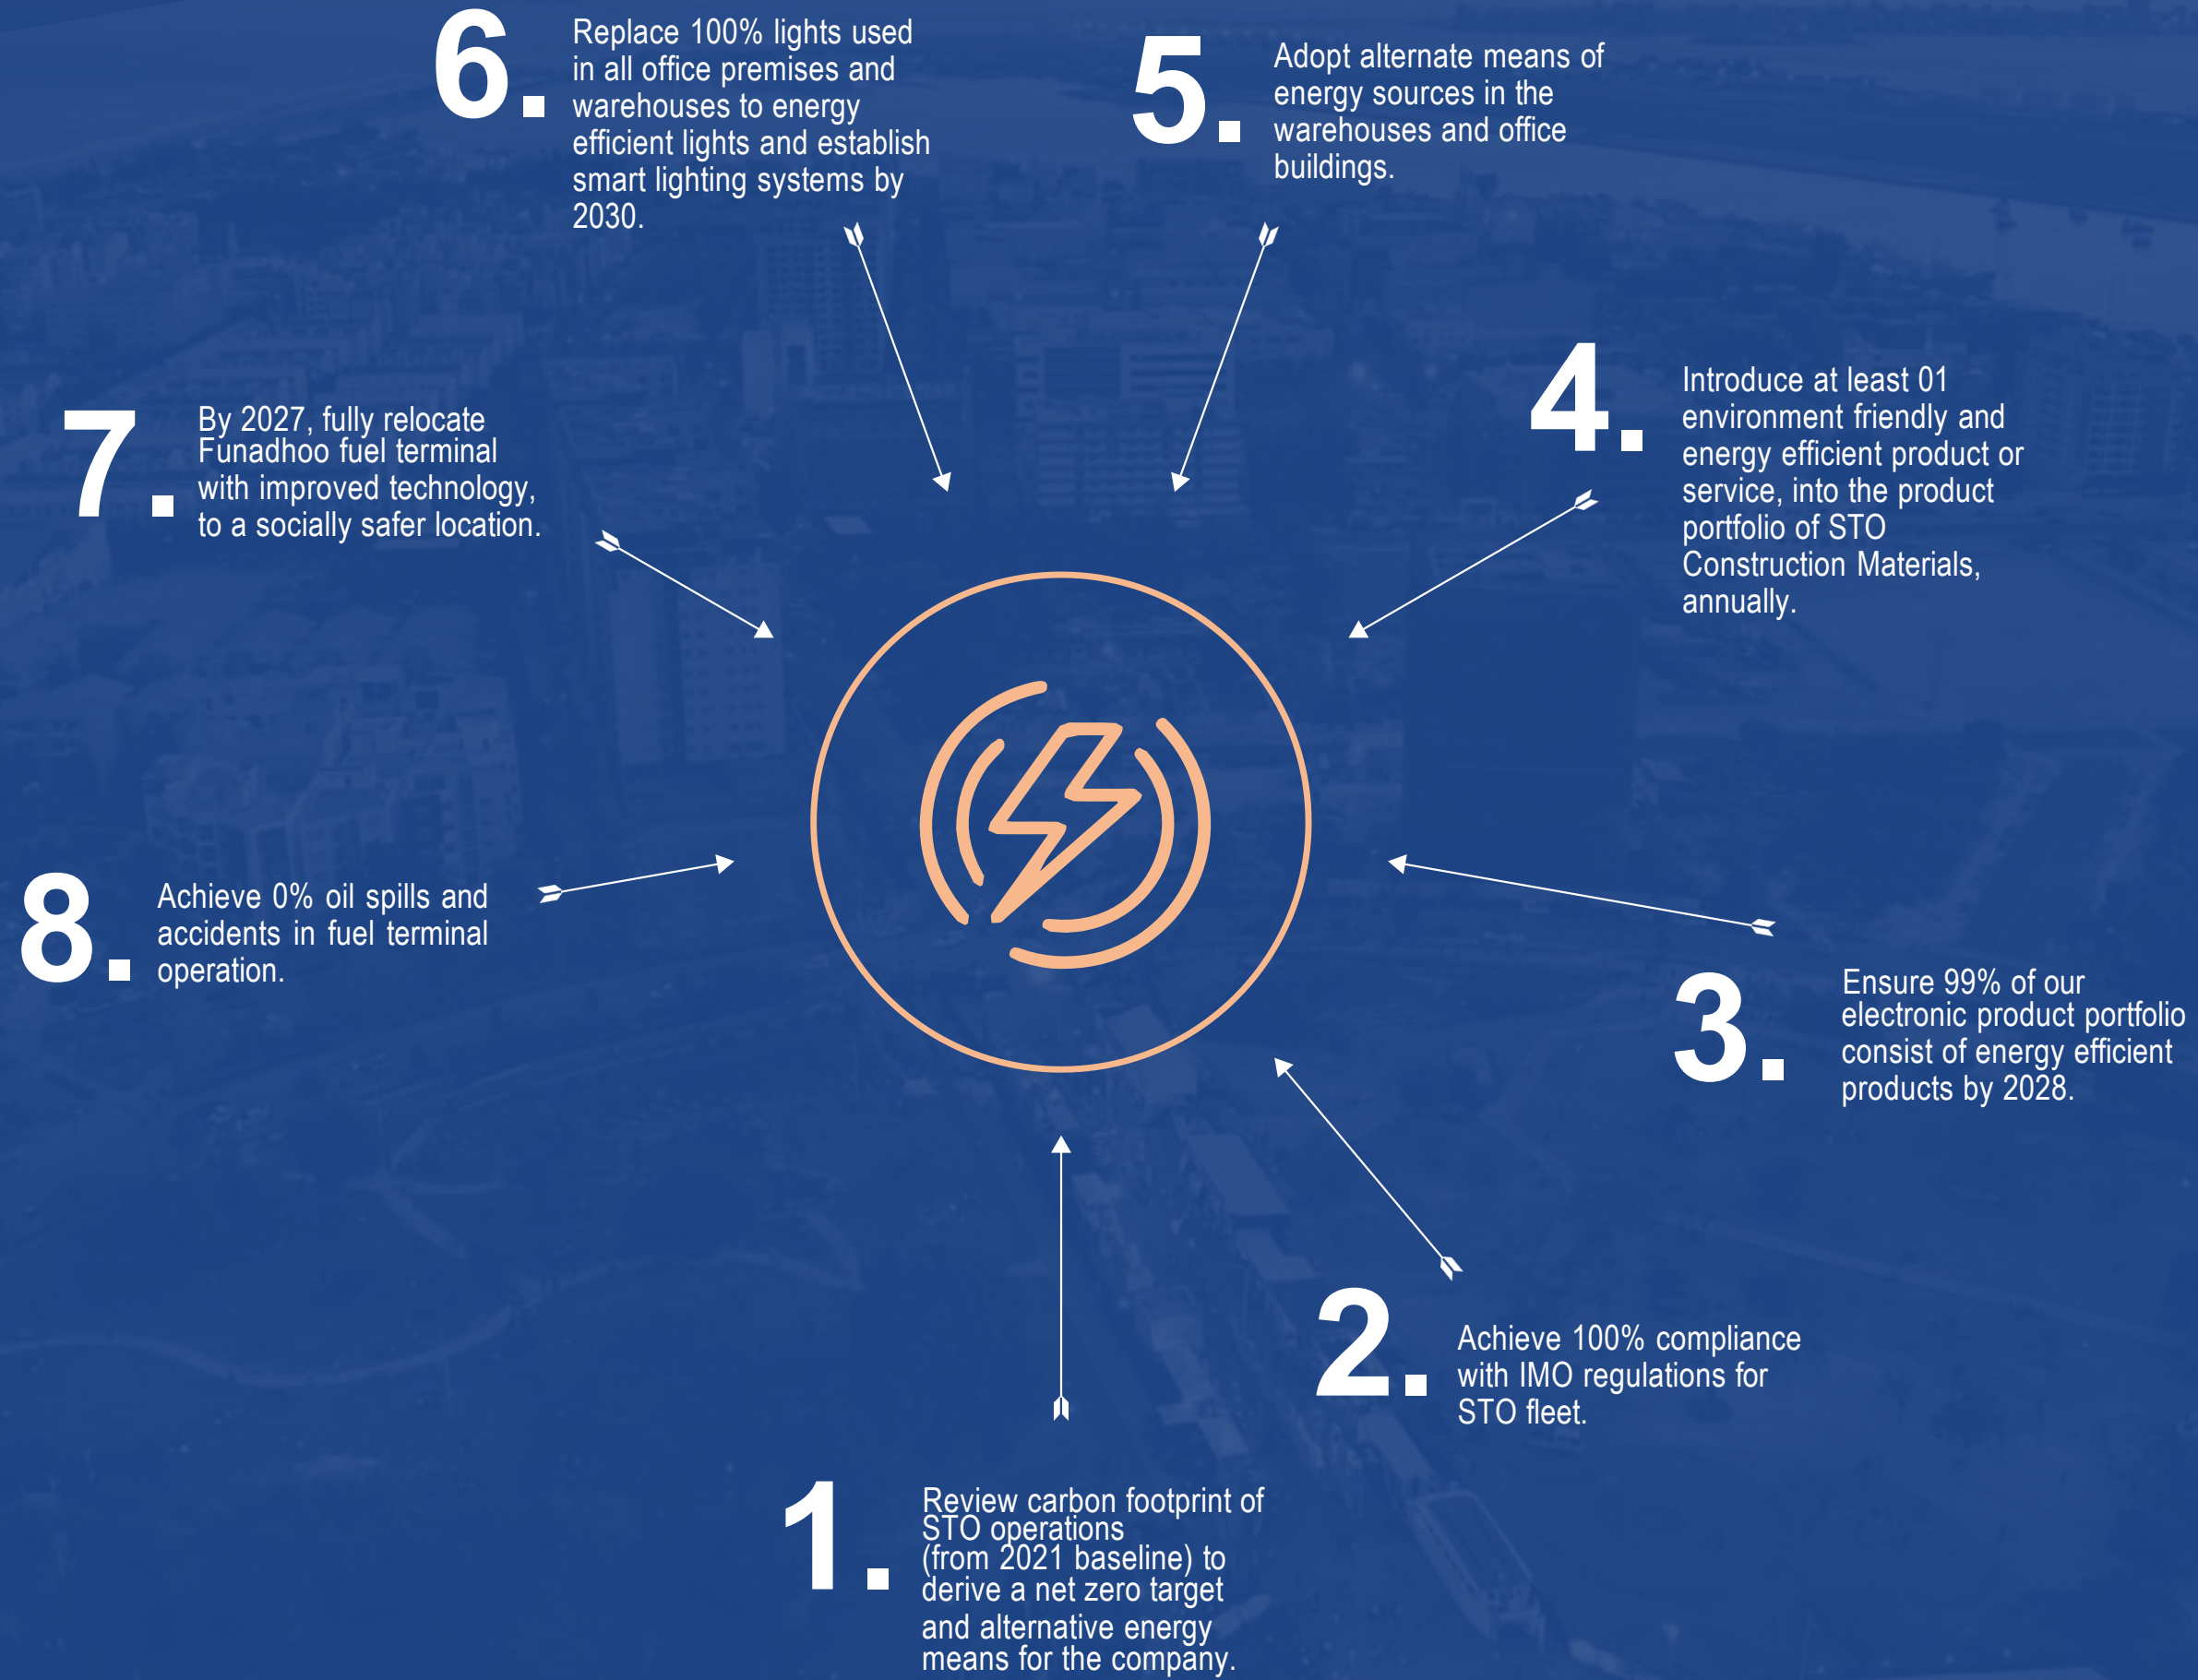 6.
Replace 100% lights used
in all office premises and
warehouses to energy
efficient lights and establish
smart lighting systems by
2030.
5.
Adopt alternate means of
energy sources in the
warehouses and office
buildings.
4.
Introduce at least 01
environment friendly and
energy efficient product or
service, into the product
portfolio of STO
Construction Materials,
annually.
7.
By 2027, fully relocate
Funadhoo fuel terminal
with improved technology,
to a socially safer location.
8.
Achieve 0% oil spills and
accidents in fuel terminal
operation.
3.
Ensure 99% of our
electronic product portfolio
consist of energy efficient
products by 2028.
2.
Achieve 100% compliance
with IMO regulations for
STO fleet.
1.
Review carbon footprint of
STO operations
(from 2021 baseline) to
derive a net zero target
and alternative energy
means for the company.